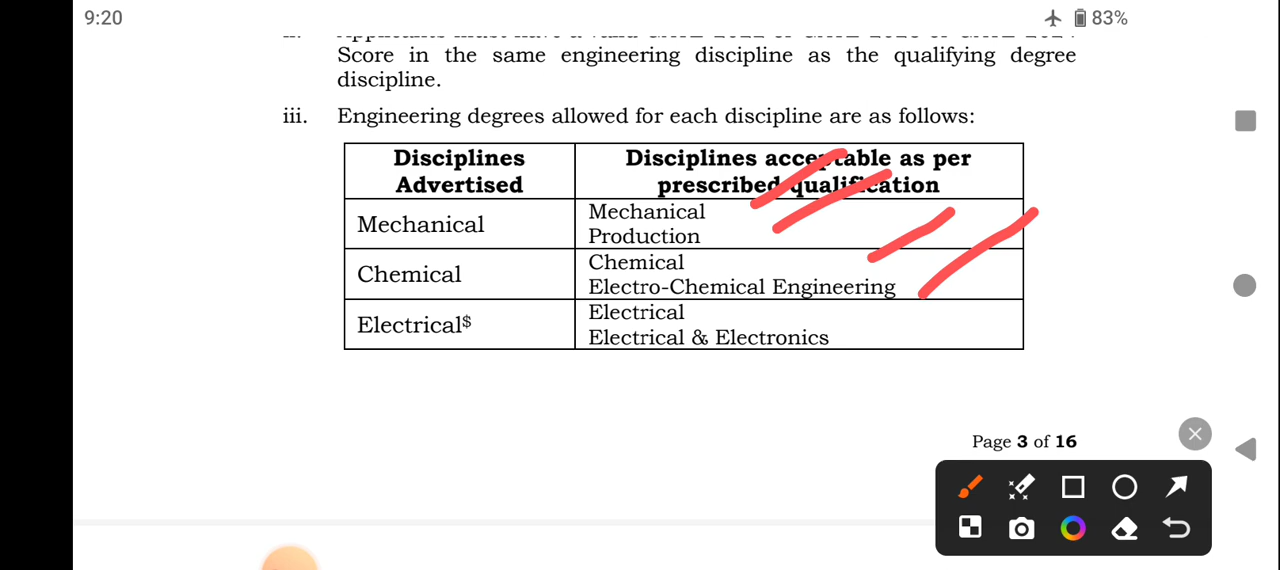 9:20
83%
Score in the same engineering discipline as the qualifying degree
discipline.
iii. Engineering degrees allowed for each discipline are as follows:
Disciplines Advertised
Disciplines acceptable as per prescribed qualification
Mechanical
Mechanical
Production
Chemical
Chemical
Electro-Chemical Engineering
Electrical$
Electrical
Electrical & Electronics
Page 3 of 16